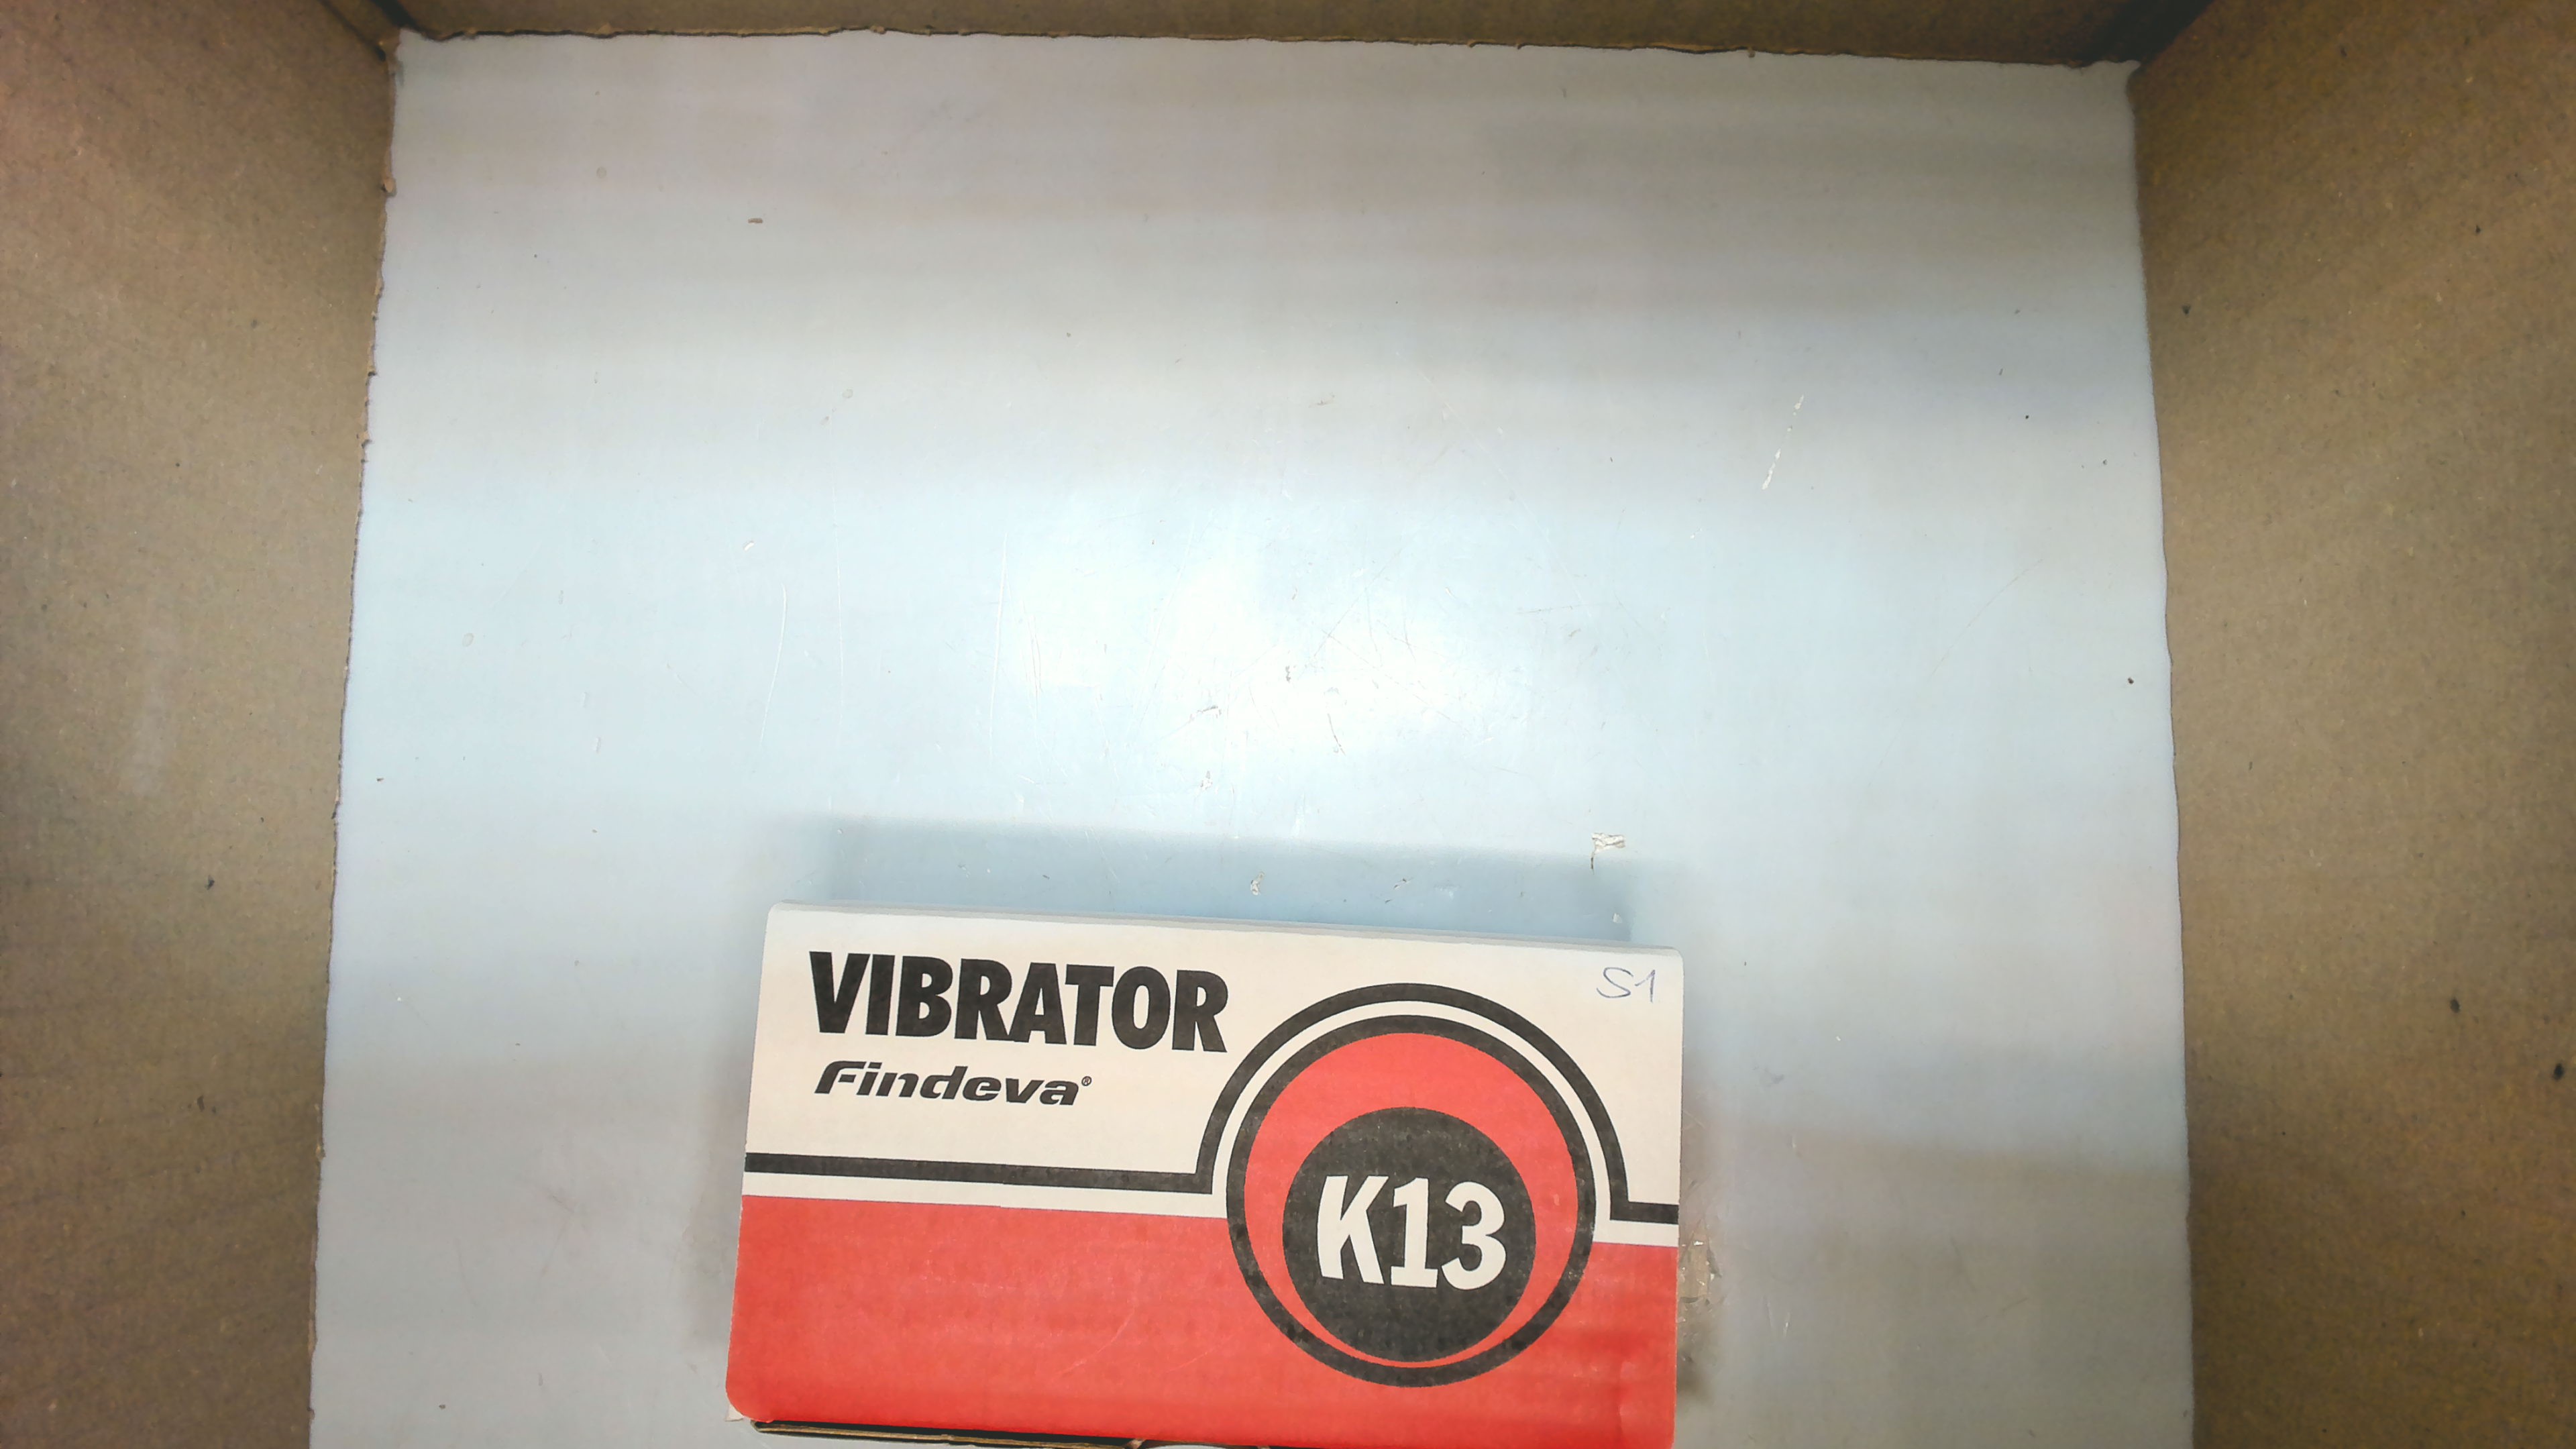 VIBRATOR
Findeva®
S1
K13